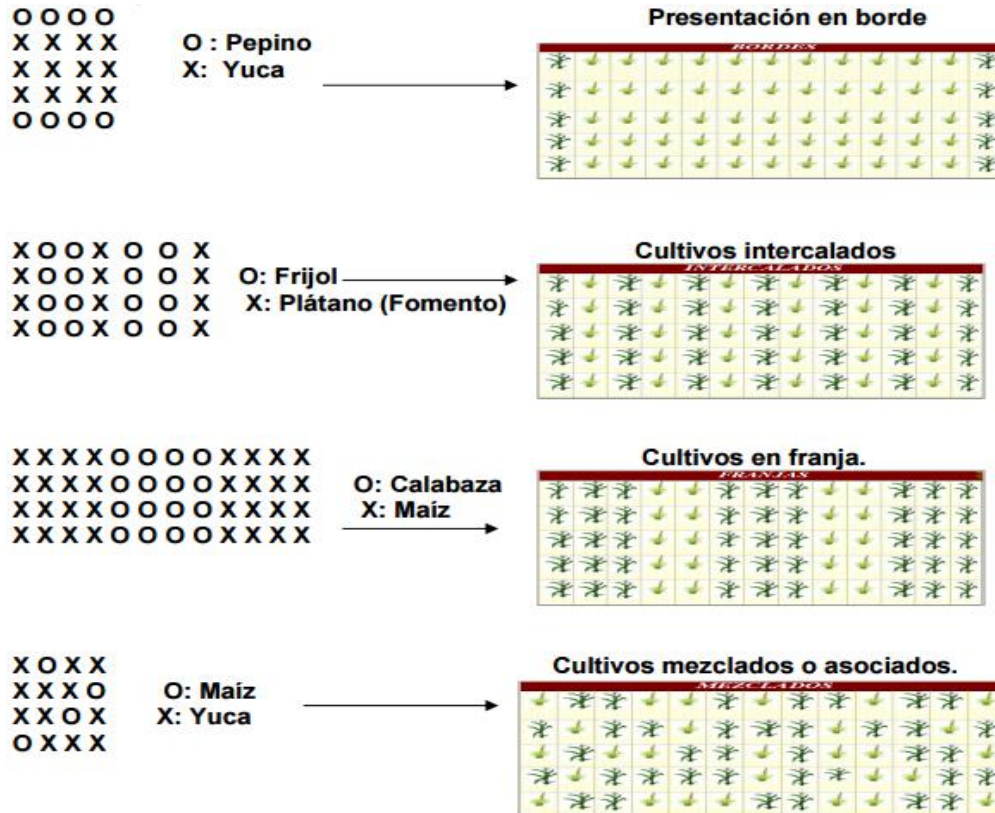 Presentación en borde
O O O O
X X X X
X X X X
X X X X
O O O O
O : Pepino
X: Yuca
BORDES
Cultivos intercalados
X O O X O O X
X O O X O O X
X O O X O O X
X O O X O O X
O: Frijol
X: Plátano (Fomento)
INTERCALADOS
Cultivos en franja.
X X X X O O O O X X X X
X X X X O O O O X X X X
X X X X O O O O X X X X
X X X X O O O O X X X X
O: Calabaza
X: Maíz
FRANJAS
Cultivos mezclados o asociados.
X O X X
X X X O
X X O X
O X X X
O: Maíz
X: Yuca
MEZCLADOS